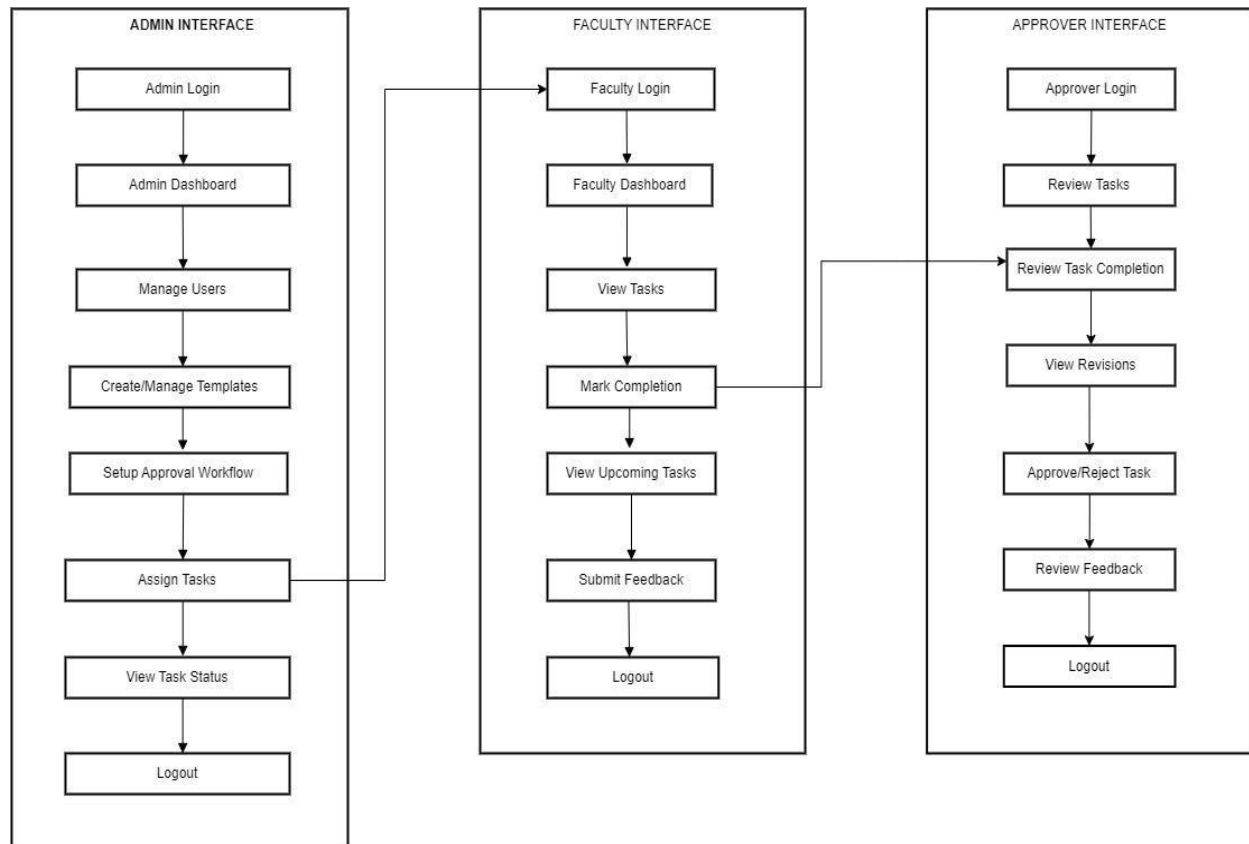 ADMIN INTERFACE
Admin Login
Admin Dashboard
Manage Users
Create/Manage Templates
Setup Approval Workflow
Assign Tasks
View Task Status
Logout
FACULTY INTERFACE
Faculty Login
Faculty Dashboard
View Tasks
Mark Completion
View Upcoming Tasks
Submit Feedback
Logout
APPROVER INTERFACE
Approver Login
Review Tasks
Review Task Completion
View Revisions
Approve/Reject Task
Review Feedback
Logout